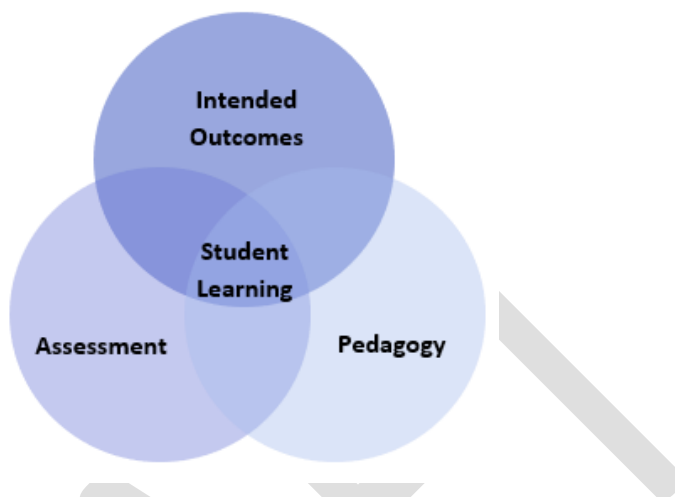 Intended
Outcomes
Student
Learning
Assessment
Pedagogy